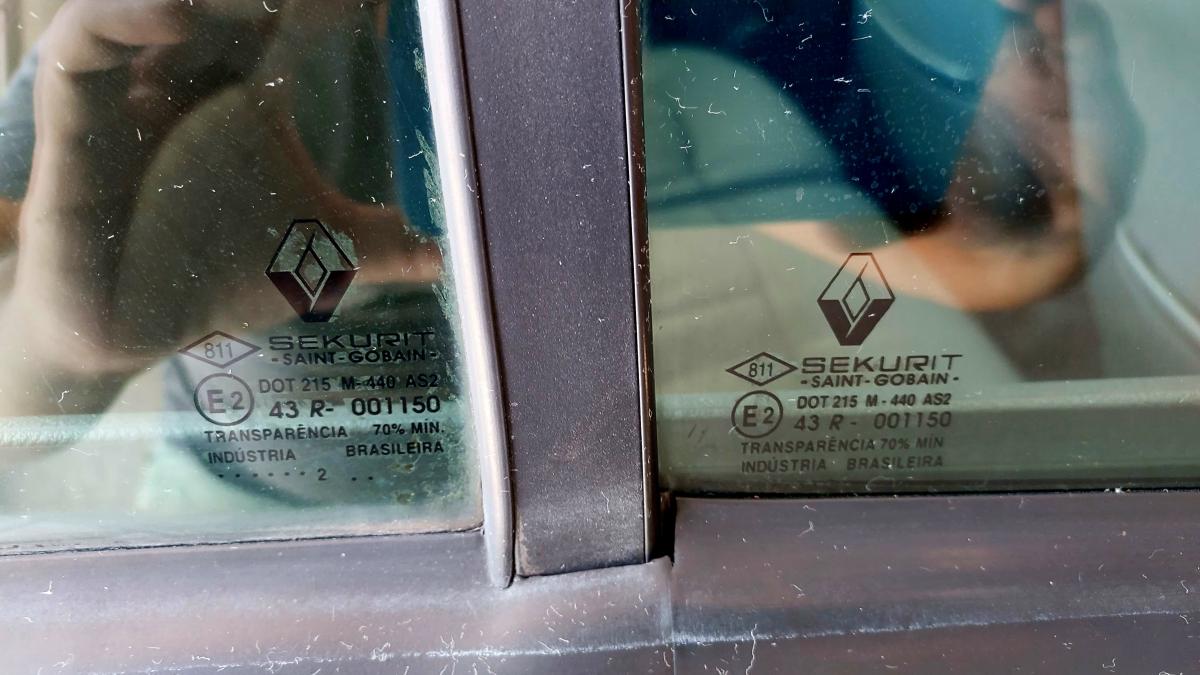 811 SEKURIT
-SAINT-GOBAIN-
E2 DOT 215 M-440 AS2
43 R- 001150
TRANSPARÊNCIA 70% MÍN.
INDÚSTRIA BRASILEIRA
. . . . . . 2 . .
811 SEKURIT
-SAINT-GOBAIN-
E2 DOT 215 M-440 AS2
43 R- 001150
TRANSPARÊNCIA 70% MÍN
INDÚSTRIA BRASILEIRA